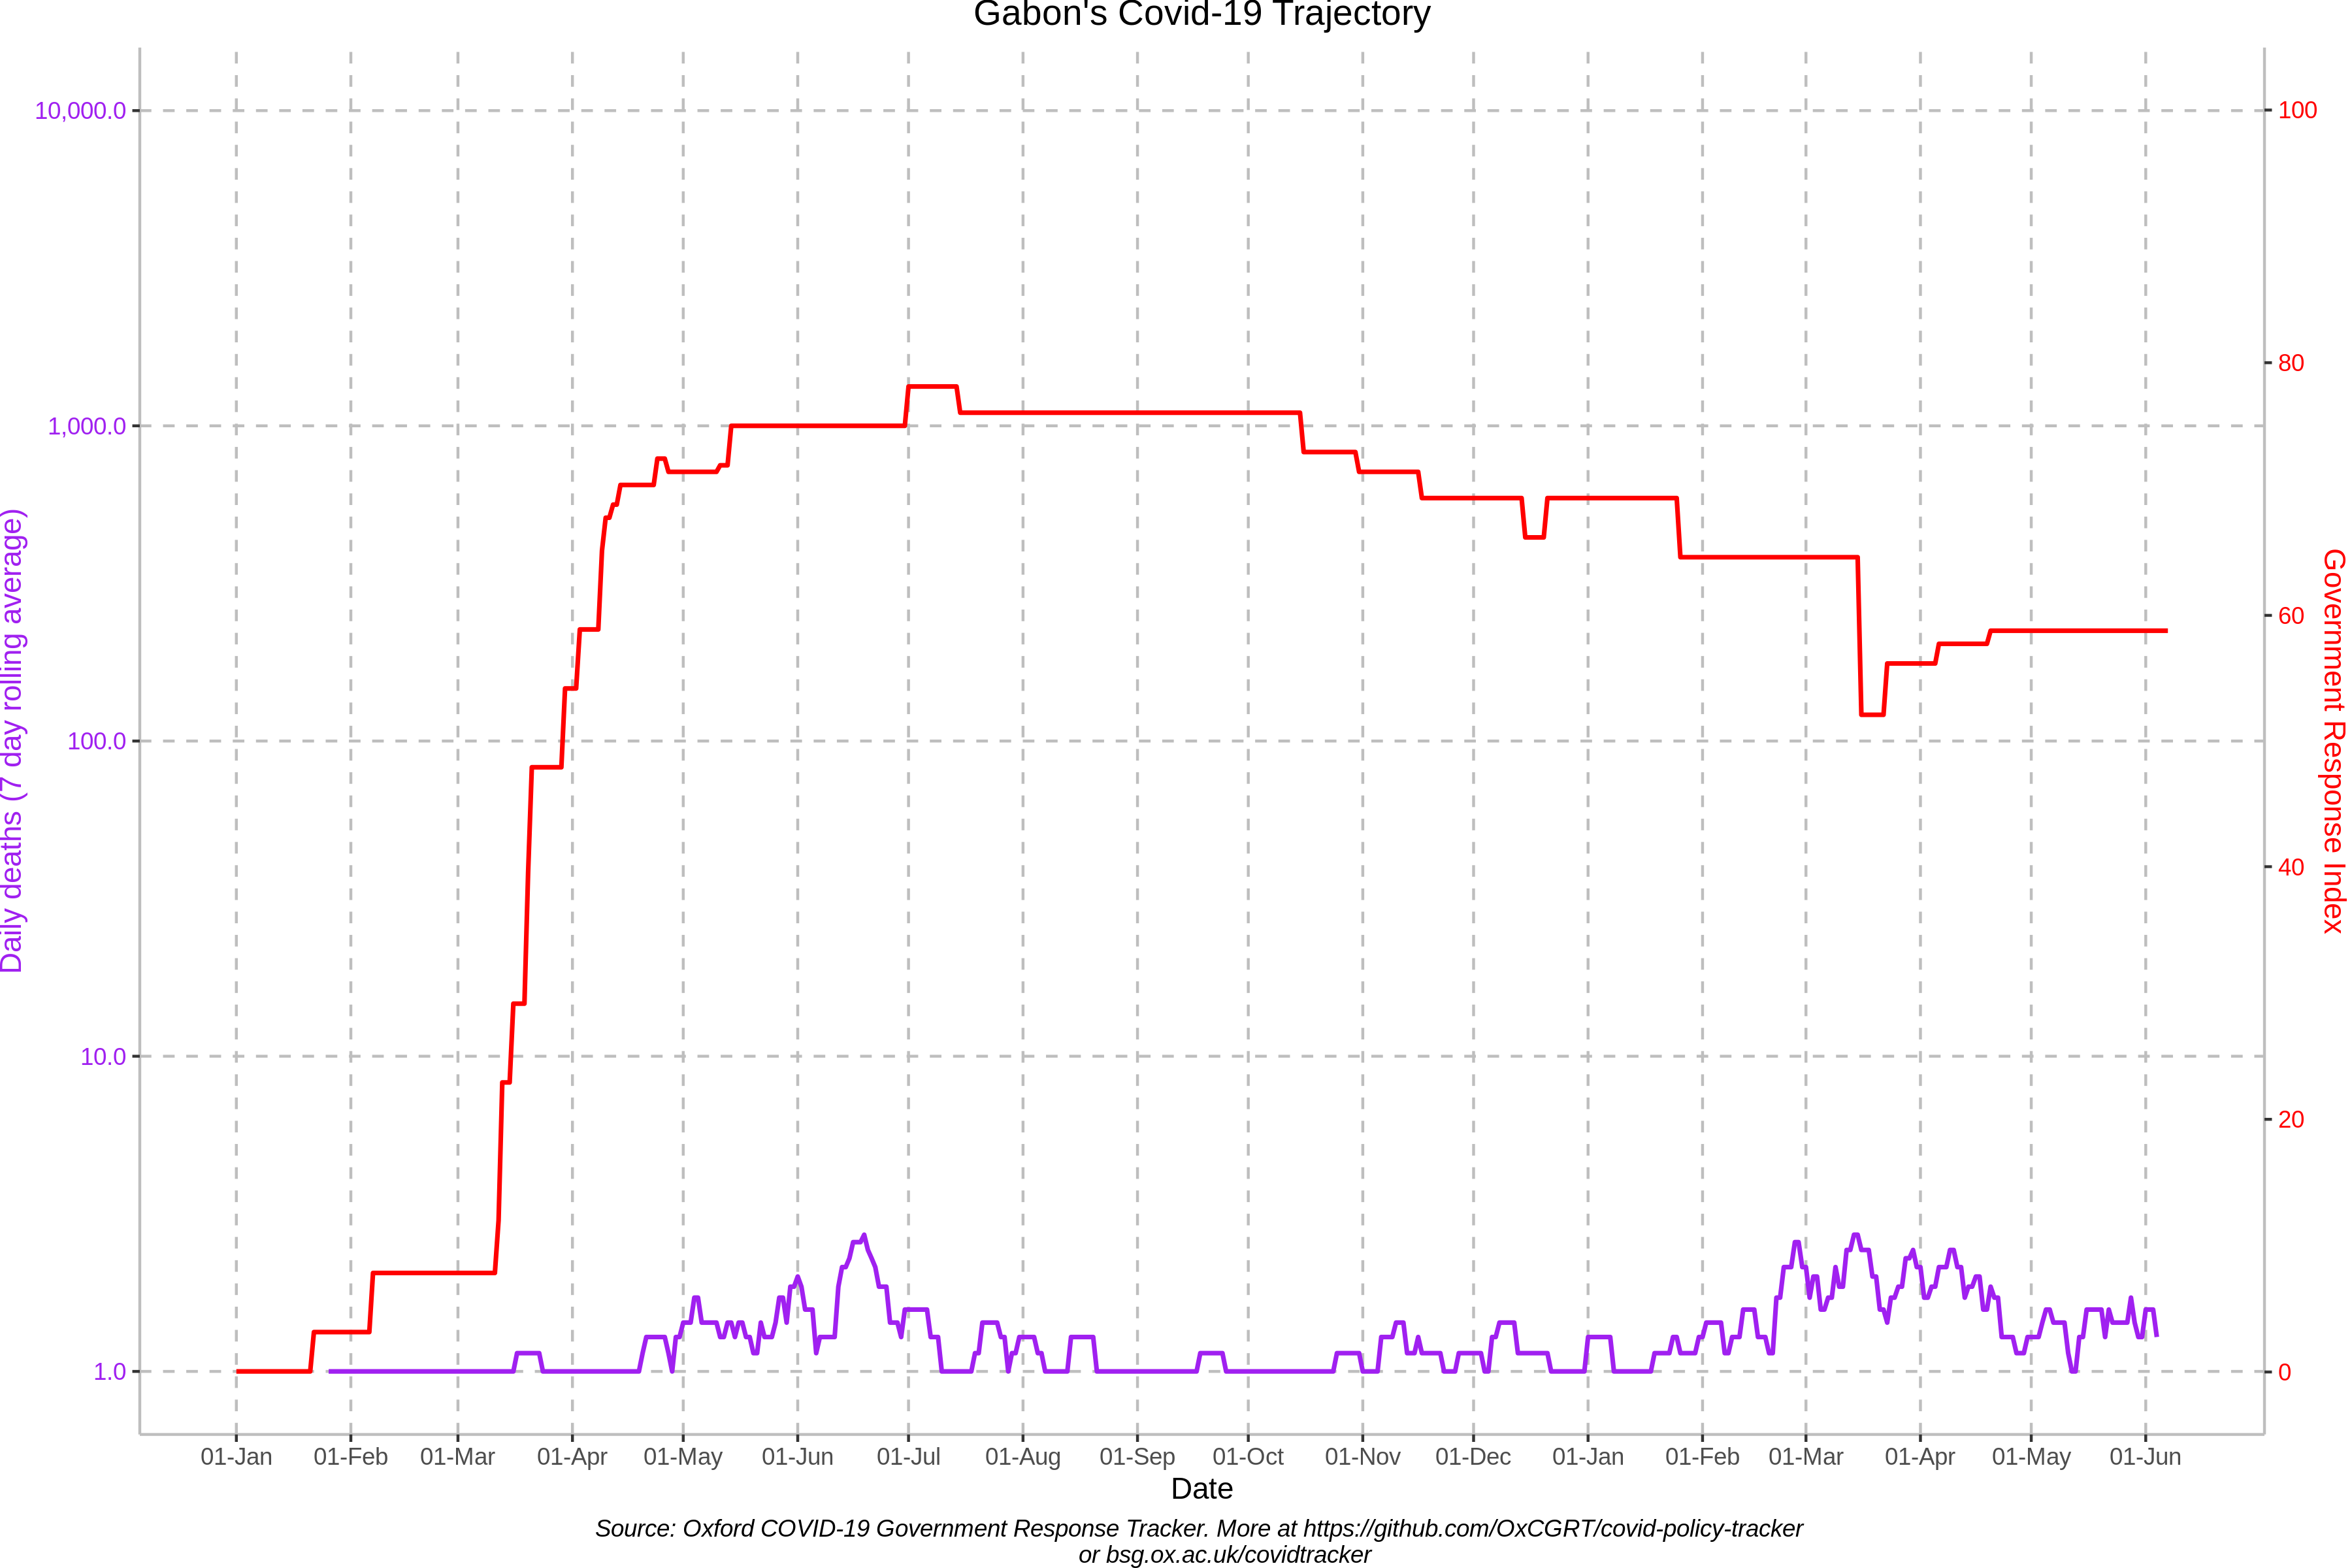 Gabon's Covid-19 Trajectory
10,000.0
1,000.0
100.0
10.0
1.0
Daily deaths (7 day rolling average)
100
80
60
40
20
0
Government Response Index
01-Jan 01-Feb 01-Mar 01-Apr 01-May 01-Jun 01-Jul 01-Aug 01-Sep 01-Oct 01-Nov 01-Dec 01-Jan 01-Feb 01-Mar 01-Apr 01-May 01-Jun
Date
Source: Oxford COVID-19 Government Response Tracker. More at https://github.com/OxCGRT/covid-policy-tracker
or bsg.ox.ac.uk/covidtracker